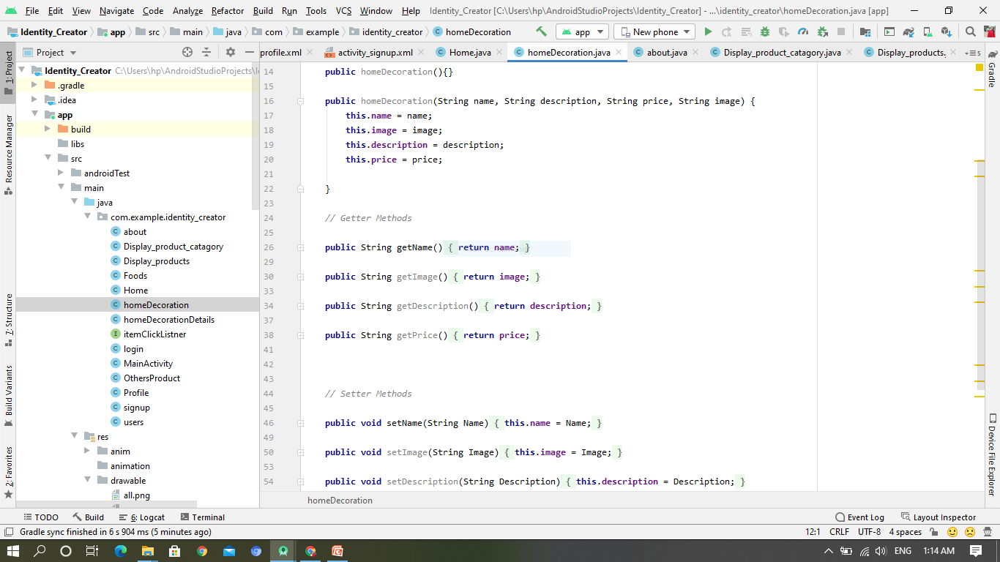 File Edit View Navigate Code Analyze Refactor Build Run Tools VCS Window Help Identity_Creator [C:\Users\hp\AndroidStudioProjects\Identity_Creator] - ...\identity_creator\homeDecoration.java [app]
Identity_Creator app src main java com example identity_creator homeDecoration app New phone
Project profile.xml activity_signup.xml Home.java homeDecoration.java about.java Display_product_catagory.java Display_products.
1: Project
Resource Manager
Z: Structure
Build Variants
2: Favorites
Identity_Creator C:\Users\hp\AndroidStudioProjects\
.gradle
.idea
app
build
libs
src
androidTest
main
java
com.example.identity_creator
about
Display_product_catagory
Display_products
Foods
Home
homeDecoration
homeDecorationDetails
itemClickListner
login
MainActivity
OthersProduct
Profile
signup
users
res
anim
animation
drawable
all.png
14 public homeDecoration(){}
15
16 public homeDecoration(String name, String description, String price, String image) {
17 this.name = name;
18 this.image = image;
19 this.description = description;
20 this.price = price;
21
22 }
23
24 // Getter Methods
25
26 public String getName() { return name; }
29
30 public String getImage() { return image; }
33
34 public String getDescription() { return description; }
37
38 public String getPrice() { return price; }
41
42
43
44 // Setter Methods
45
46 public void setName(String Name) { this.name = Name; }
49
50 public void setImage(String Image) { this.image = Image; }
53
54 public void setDescription(String Description) { this.description = Description; }
homeDecoration
Gradle
Device File Explorer
TODO Build 6: Logcat Terminal Event Log Layout Inspector
Gradle sync finished in 6 s 904 ms (5 minutes ago) 12:1 CRLF UTF-8 4 spaces
ENG 1:14 AM